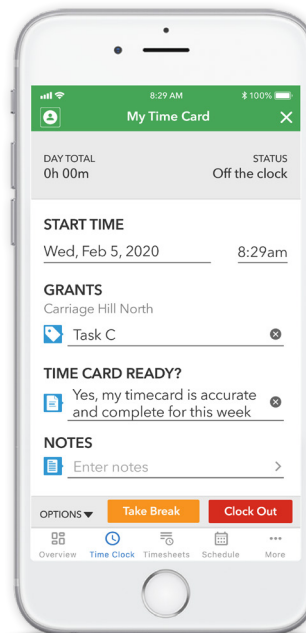 8:29 AM
100%
My Time Card
DAY TOTAL
0h 00m
STATUS
Off the clock
START TIME
Wed, Feb 5, 2020
8:29am
GRANTS
Carriage Hill North
Task C
TIME CARD READY?
Yes, my timecard is accurate
and complete for this week
NOTES
Enter notes
OPTIONS
Take Break
Clock Out
Overview
Time Clock
Timesheets
Schedule
More